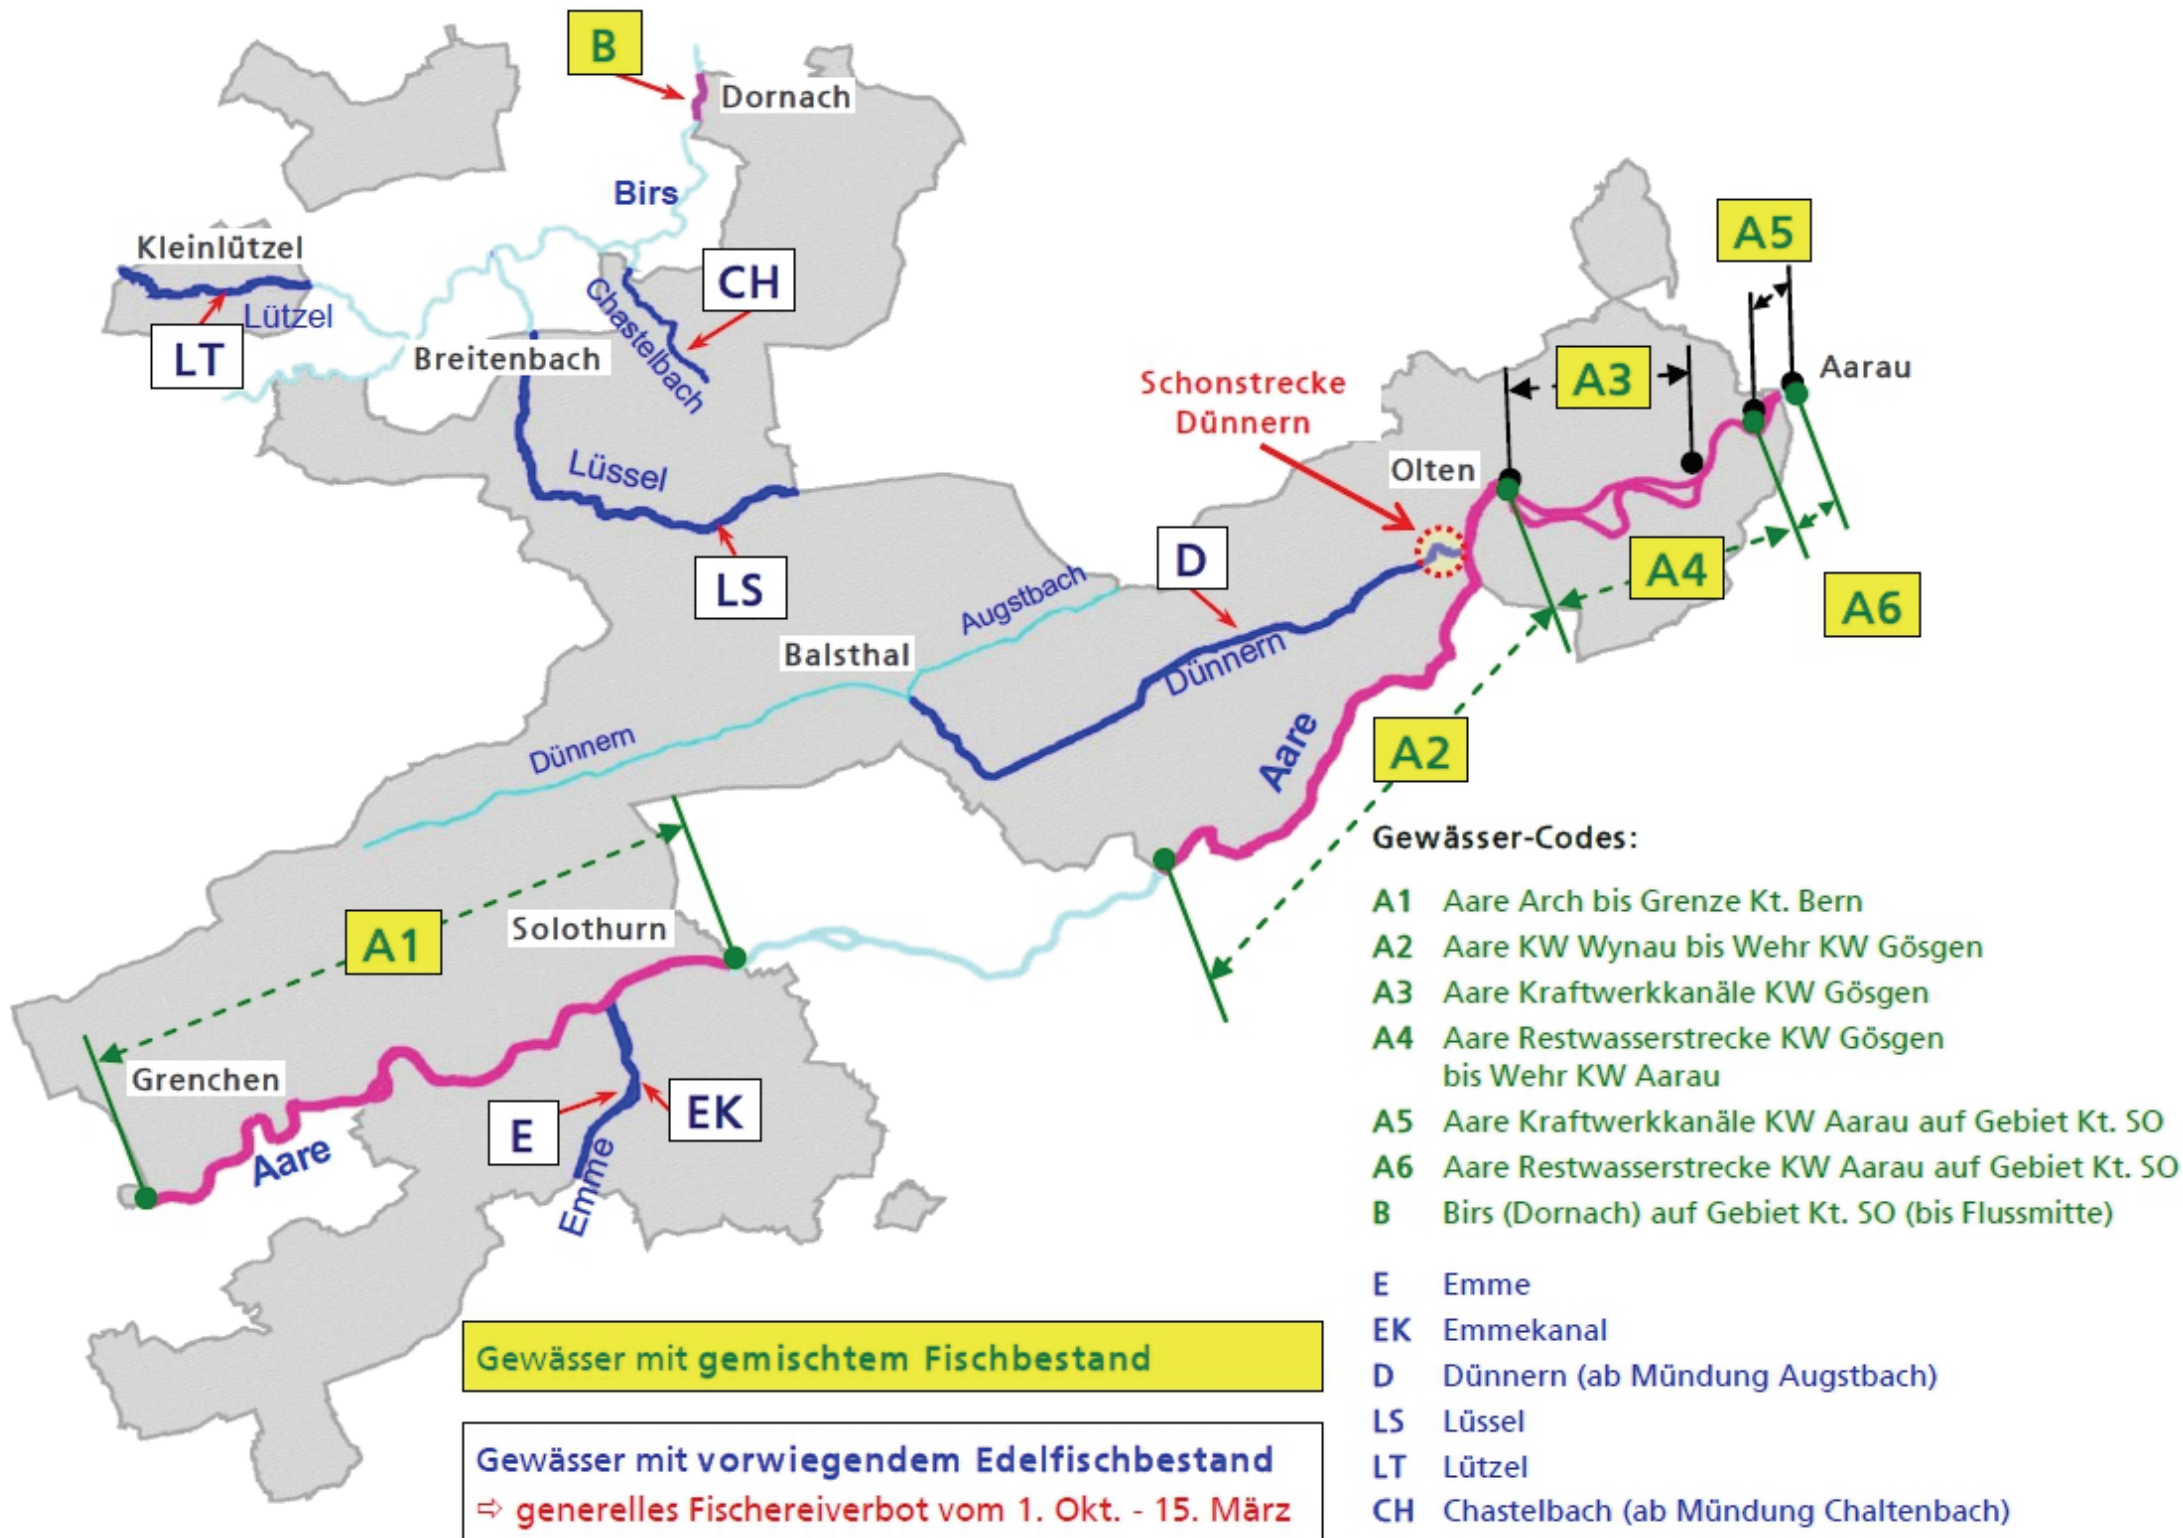 B
Dornach
Birs
Kleinlützel
CH
A5
Lützel
LT
Chastelbach
Breitenbach
A3
Aarau
Schonstrecke
Dünnern
Olten
Lüssel
D
LS
A4
Augstbach
A6
Balsthal
Dünnern
Dünnern
Aare
A2
A1
Solothurn
Grenchen
E
EK
Aare
Emme
Gewässer-Codes:
A1 Aare Arch bis Grenze Kt. Bern
A2 Aare KW Wynau bis Wehr KW Gösgen
A3 Aare Kraftwerkkanäle KW Gösgen
A4 Aare Restwasserstrecke KW Gösgen
bis Wehr KW Aarau
A5 Aare Kraftwerkkanäle KW Aarau auf Gebiet Kt. SO
A6 Aare Restwasserstrecke KW Aarau auf Gebiet Kt. SO
B Birs (Dornach) auf Gebiet Kt. SO (bis Flussmitte)
E Emme
EK Emmekanal
D Dünnern (ab Mündung Augstbach)
LS Lüssel
LT Lützel
CH Chastelbach (ab Mündung Chaltenbach)
Gewässer mit gemischtem Fischbestand
Gewässer mit vorwiegendem Edelfischbestand
⇨ generelles Fischereiverbot vom 1. Okt. - 15. März